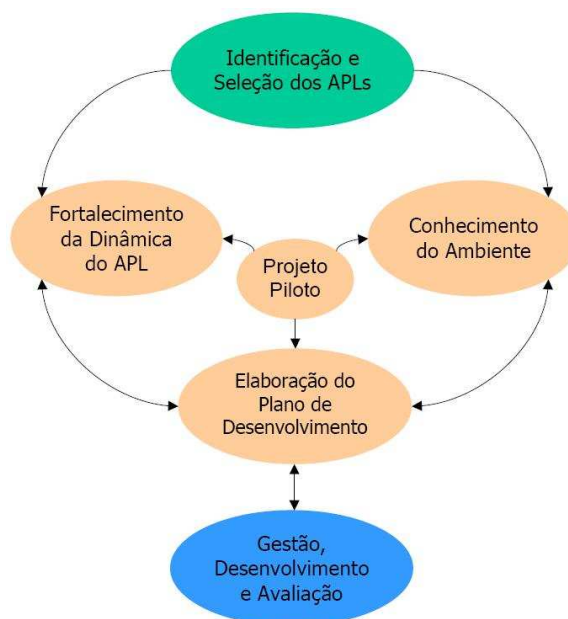 Identificação e
Seleção dos APLs
Fortalecimento
da Dinâmica
do APL
Conhecimento
do Ambiente
Projeto
Piloto
Elaboração do
Plano de
Desenvolvimento
Gestão,
Desenvolvimento
e Avaliação